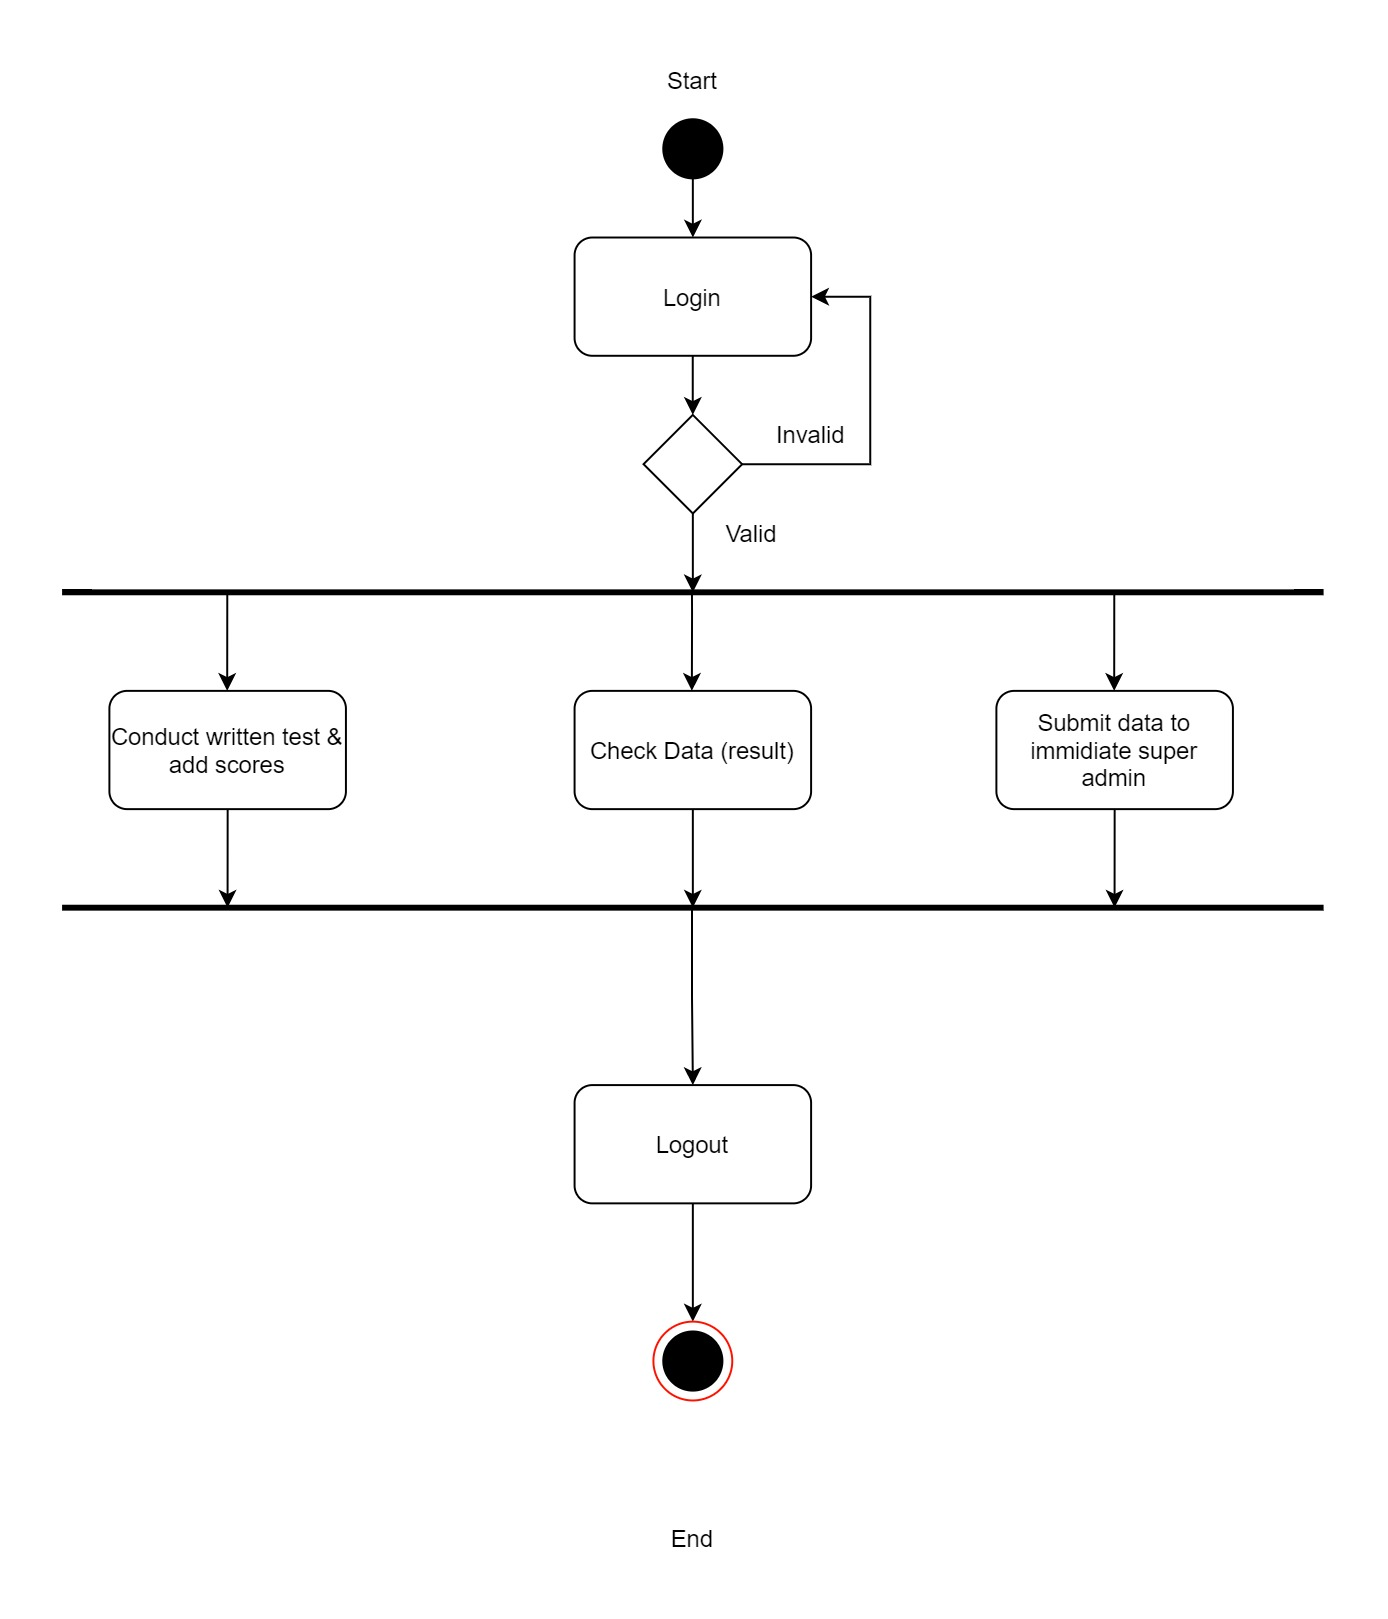 Start
Login
Invalid
Valid
Conduct written test &
add scores
Check Data (result)
Submit data to
immidiate super
admin
Logout
End